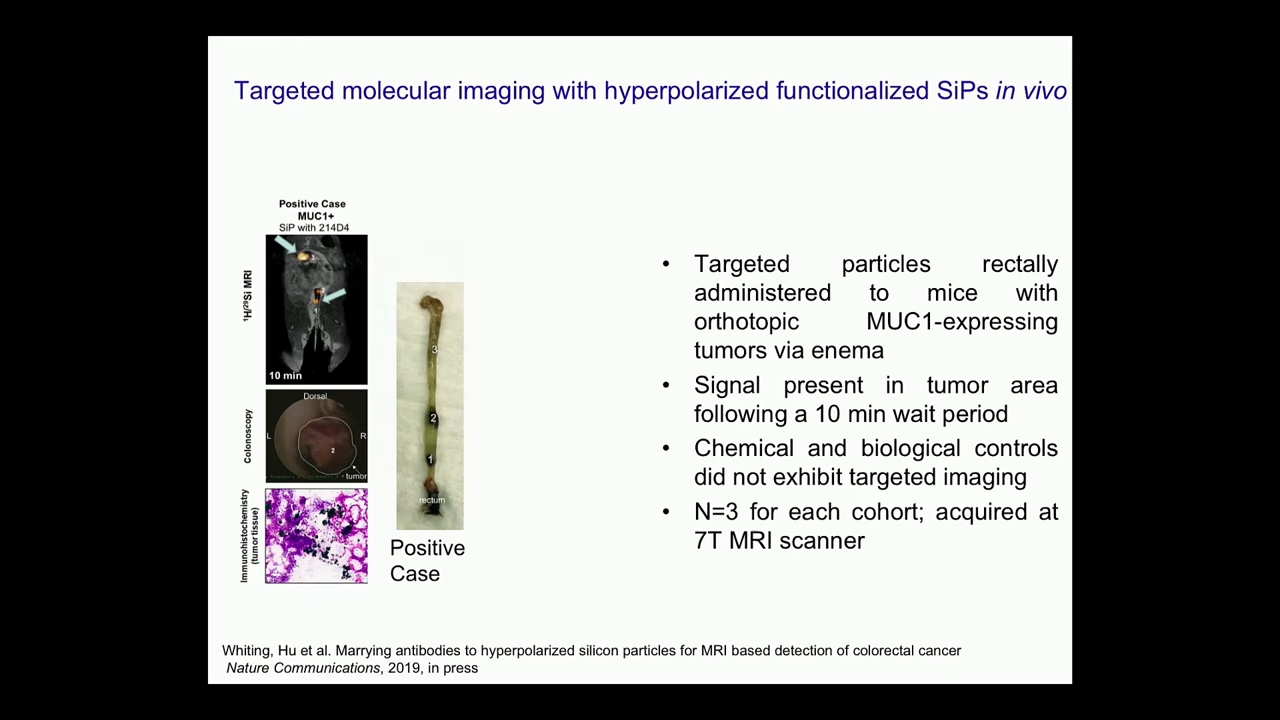 Targeted molecular imaging with hyperpolarized functionalized SiPs in vivo
Positive Case
MUC1+
SiP with 214D4
¹H/²⁹Si MRI
3
1
10 min
Colonoscopy
Dorsal
L
R
2
tumor
Immunohistochemistry
(tumor tissue)
3
2
1
rectum
Positive
Case
• Targeted particles rectally
administered to mice with
orthotopic MUC1-expressing
tumors via enema
• Signal present in tumor area
following a 10 min wait period
• Chemical and biological controls
did not exhibit targeted imaging
• N=3 for each cohort; acquired at
7T MRI scanner
Whiting, Hu et al. Marrying antibodies to hyperpolarized silicon particles for MRI based detection of colorectal cancer
Nature Communications, 2019, in press